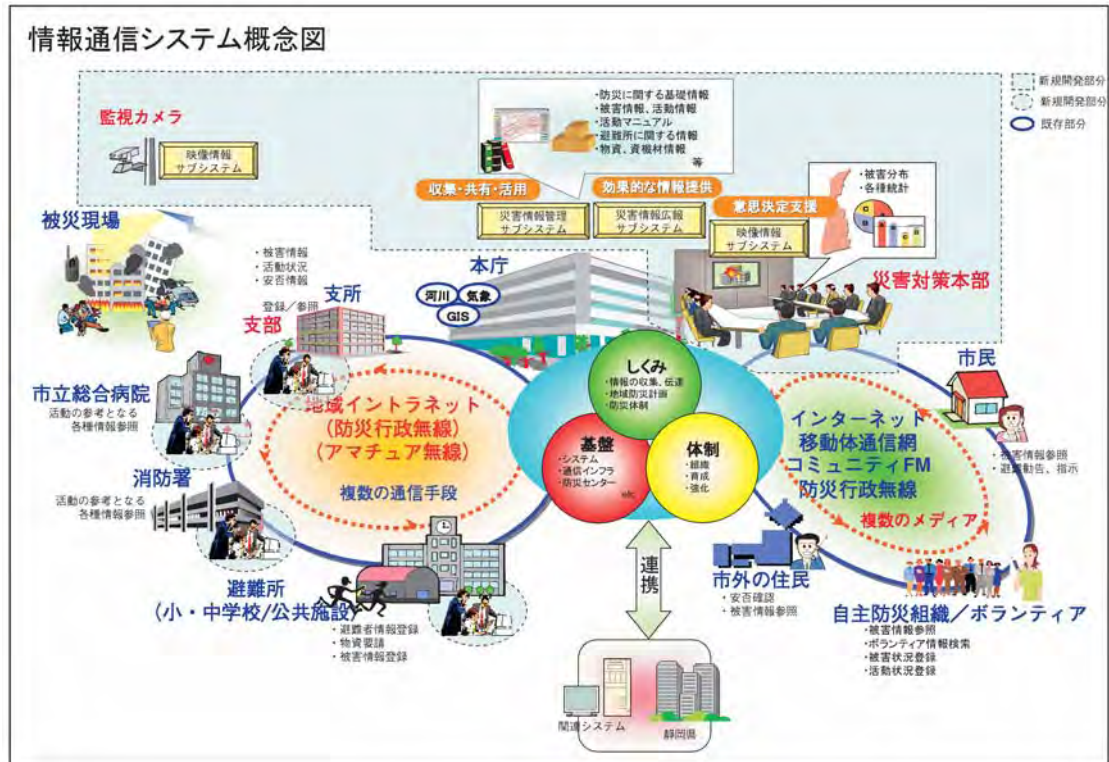 情報通信システム概念図
新規開発部分
新規開発部分
既存部分
監視カメラ
映像情報
サブシステム
・防災に関する基礎情報
・被害情報、活動情報
・活動マニュアル
・避難所に関する情報
・物資、資機材情報
等
収集・共有・活用
効果的な情報提供
意思決定支援
災害情報管理
サブシステム
災害情報広報
サブシステム
映像情報
サブシステム
・被害分布
・各種統計
被災現場
・被害情報
・活動状況
・安否情報
登録／参照
支所
支部
本庁
河川
気象
GIS
災害対策本部
市立総合病院
活動の参考となる
各種情報参照
消防署
活動の参考となる
各種情報参照
地域イントラネット
(防災行政無線)
(アマチュア無線)
複数の通信手段
避難所
(小・中学校/公共施設)
・避難者情報登録
・物資要請
・被害情報登録
しくみ
・情報の収集、伝達
・地域防災計画
・防災体制
基盤
・システム
・通信インフラ
・防災センター
etc
体制
・組織
・育成
・強化
連携
関連システム
静岡県
インターネット
移動体通信網
コミュニティFM
防災行政無線
複数のメディア
市民
・被害情報参照
・避難勧告、指示
市外の住民
・安否確認
・被害情報参照
自主防災組織／ボランティア
・被害情報参照
・ボランティア情報検索
・被害状況登録
・活動状況登録